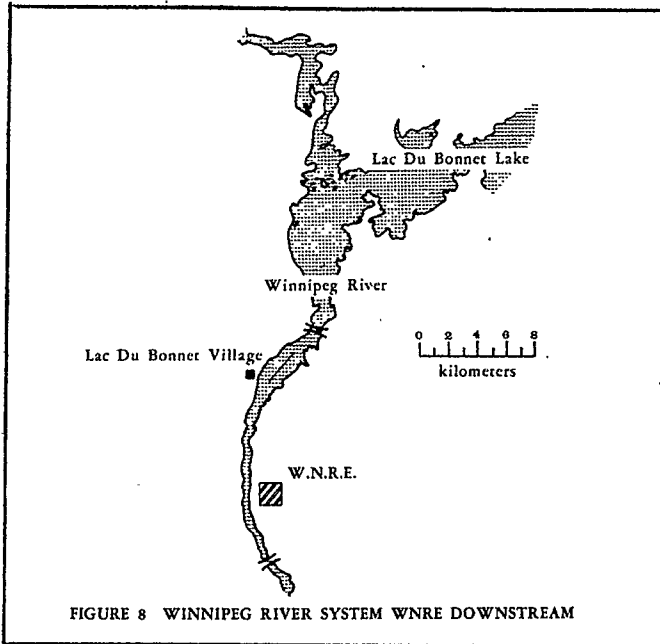 Lac Du Bonnet Lake
Winnipeg River
Lac Du Bonnet Village
0 2 4 6 8
kilometers
W.N.R.E.
FIGURE 8 WINNIPEG RIVER SYSTEM WNRE DOWNSTREAM